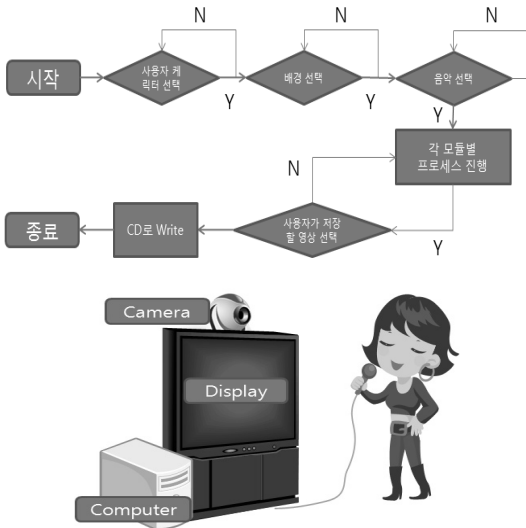 N
N
N
시작
사용자 케
릭터 선택
배경 선택
음악 선택
Y
Y
Y
각 모듈별
프로세스 진행
N
종료
CD로 Write
사용자가 저장
할 영상 선택
Y
Camera
Display
Computer